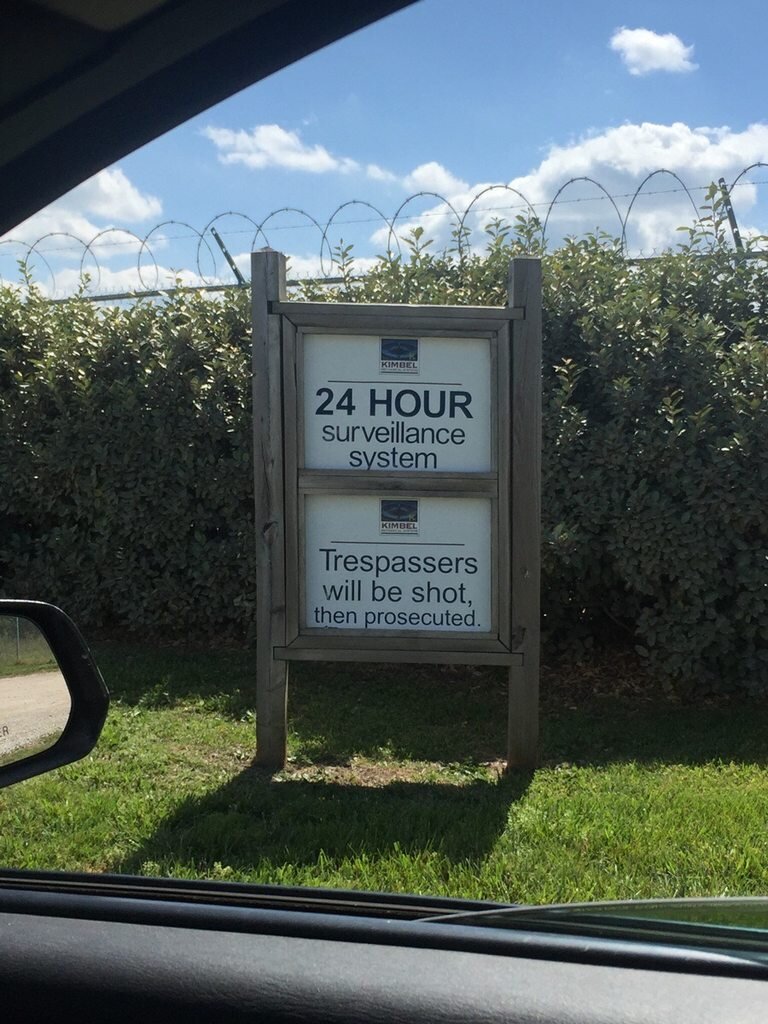 KIMBEL
24 HOUR
surveillance
system
KIMBEL
Trespassers
will be shot,
then prosecuted.